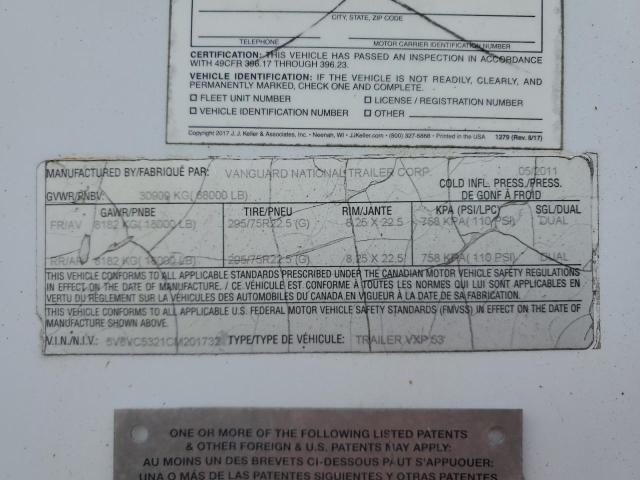 CITY, STATE, ZIP CODE
TELEPHONE MOTOR CARRIER IDENTIFICATION NUMBER
CERTIFICATION: THIS VEHICLE HAS PASSED AN INSPECTION IN ACCORDANCE
WITH 49CFR 396.17 THROUGH 396.23.
VEHICLE IDENTIFICATION: IF THE VEHICLE IS NOT READILY, CLEARLY, AND
PERMANENTLY MARKED, CHECK ONE AND COMPLETE.
☐ FLEET UNIT NUMBER ☐ LICENSE / REGISTRATION NUMBER
☐ VEHICLE IDENTIFICATION NUMBER ☐ OTHER
Copyright 2017 J. J. Keller & Associates, Inc. • Neenah, WI • JJKeller.com • (800) 327-6868 • Printed in the USA 1279 (Rev. 8/17)
MANUFACTURED BY/FABRIQUÉ PAR: VANGUARD NATIONAL TRAILER CORP. 05/2011
GVWR/PNBV: 30909 KG( 68000 LB) COLD INFL. PRESS./PRESS.
DE GONF À FROID
GAWR/PNBE TIRE/PNEU RIM/JANTE KPA (PSI/LPC) SGL/DUAL
FR/AV 8182 KG( 18000 LB) 295/75R22.5 (G) 8.25 X 22.5 758 KPA( 110 PSI) DUAL
RR/AR 8182 KG( 18000 LB) 295/75R22.5 (G) 8.25 X 22.5 758 KPA( 110 PSI) DUAL
THIS VEHICLE CONFORMS TO ALL APPLICABLE STANDARDS PRESCRIBED UNDER THE CANADIAN MOTOR VEHICLE SAFETY REGULATIONS
IN EFFECT ON THE DATE OF MANUFACTURE. / CE VÉHICULE EST CONFORME À TOUTES LES NORMES QUI LUI SONT APPLICABLES EN
VERTU DU RÈGLEMENT SUR LA SÉCURITÉ DES VÉHICULES AUTOMOBILES DU CANADA EN VIGUEUR À LA DATE DE SA FABRICATION.
THIS VEHICLE CONFORMS TO ALL APPLICABLE U.S. FEDERAL MOTOR VEHICLE SAFETY STANDARDS (FMVSS) IN EFFECT ON THE DATE OF
MANUFACTURE SHOWN ABOVE.
V.I.N./N.I.V.: 5V8VC5321CM201732 TYPE/TYPE DE VÉHICULE: TRAILER VXP 53'
ONE OR MORE OF THE FOLLOWING LISTED PATENTS
& OTHER FOREIGN & U.S. PATENTS MAY APPLY:
AU MOINS UN DES BREVETS CI-DESSOUS PAUT S'APPUOUER:
UNA O MÁS DE LAS PATENTES SIGUIENTES Y OTRAS PATENTES